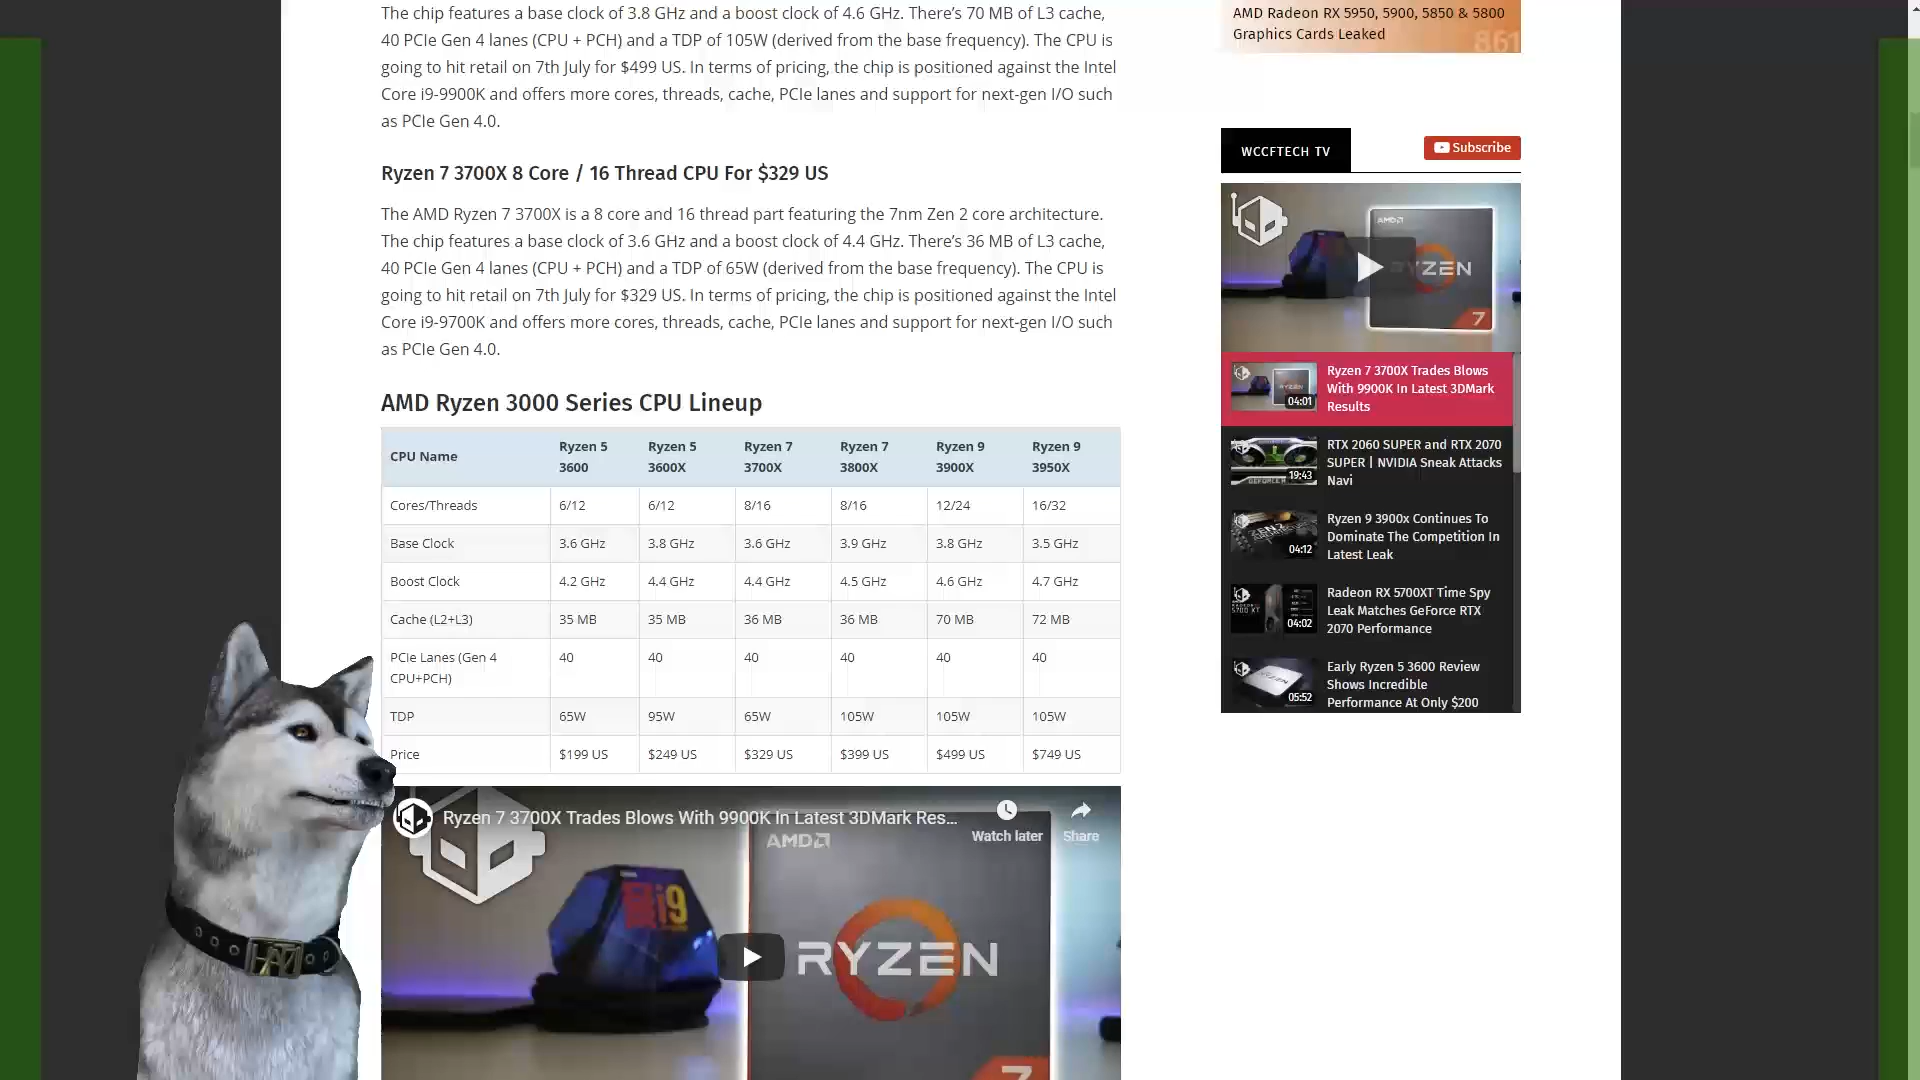 The chip features a base clock of 3.8 GHz and a boost clock of 4.6 GHz. There’s 70 MB of L3 cache,
40 PCIe Gen 4 lanes (CPU + PCH) and a TDP of 105W (derived from the base frequency). The CPU is
going to hit retail on 7th July for $499 US. In terms of pricing, the chip is positioned against the Intel
Core i9-9900K and offers more cores, threads, cache, PCIe lanes and support for next-gen I/O such
as PCIe Gen 4.0.
Ryzen 7 3700X 8 Core / 16 Thread CPU For $329 US
The AMD Ryzen 7 3700X is a 8 core and 16 thread part featuring the 7nm Zen 2 core architecture.
The chip features a base clock of 3.6 GHz and a boost clock of 4.4 GHz. There’s 36 MB of L3 cache,
40 PCIe Gen 4 lanes (CPU + PCH) and a TDP of 65W (derived from the base frequency). The CPU is
going to hit retail on 7th July for $329 US. In terms of pricing, the chip is positioned against the Intel
Core i9-9700K and offers more cores, threads, cache, PCIe lanes and support for next-gen I/O such
as PCIe Gen 4.0.
AMD Ryzen 3000 Series CPU Lineup
CPU Name Ryzen 5 3600 Ryzen 5 3600X Ryzen 7 3700X Ryzen 7 3800X Ryzen 9 3900X Ryzen 9 3950X
Cores/Threads 6/12 6/12 8/16 8/16 12/24 16/32
Base Clock 3.6 GHz 3.8 GHz 3.6 GHz 3.9 GHz 3.8 GHz 3.5 GHz
Boost Clock 4.2 GHz 4.4 GHz 4.4 GHz 4.5 GHz 4.6 GHz 4.7 GHz
Cache (L2+L3) 35 MB 35 MB 36 MB 36 MB 70 MB 72 MB
PCIe Lanes (Gen 4 CPU+PCH) 40 40 40 40 40 40
TDP 65W 95W 65W 105W 105W 105W
Price $199 US $249 US $329 US $399 US $499 US $749 US
Ryzen 7 3700X Trades Blows With 9900K In Latest 3DMark Res...
Watch later
Share
AMD
i9
RYZEN
7
AMD Radeon RX 5950, 5900, 5850 & 5800
Graphics Cards Leaked
861
WCCFTECH TV
Subscribe
AMD
RYZEN
7
Ryzen 7 3700X Trades Blows
With 9900K In Latest 3DMark
Results
04:01
RTX 2060 SUPER and RTX 2070
SUPER | NVIDIA Sneak Attacks
Navi
19:43
Ryzen 9 3900x Continues To
Dominate The Competition In
Latest Leak
04:12
Radeon RX 5700XT Time Spy
Leak Matches GeForce RTX
2070 Performance
04:02
Early Ryzen 5 3600 Review
Shows Incredible
Performance At Only $200
05:52